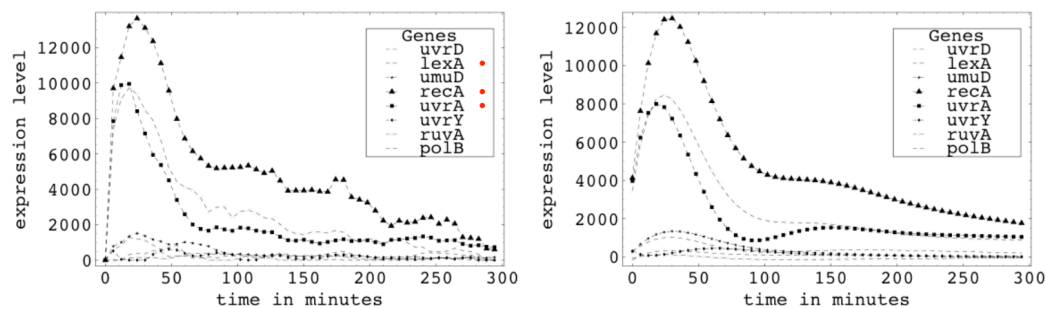 12000
10000
8000
6000
4000
2000
0
expression level
Genes
uvrD
lexA
umuD
recA
uvrA
uvrY
ruvA
polB
0 50 100 150 200 250 300
time in minutes
12000
10000
8000
6000
4000
2000
0
expression level
Genes
uvrD
lexA
umuD
recA
uvrA
uvrY
ruvA
polB
0 50 100 150 200 250 300
time in minutes